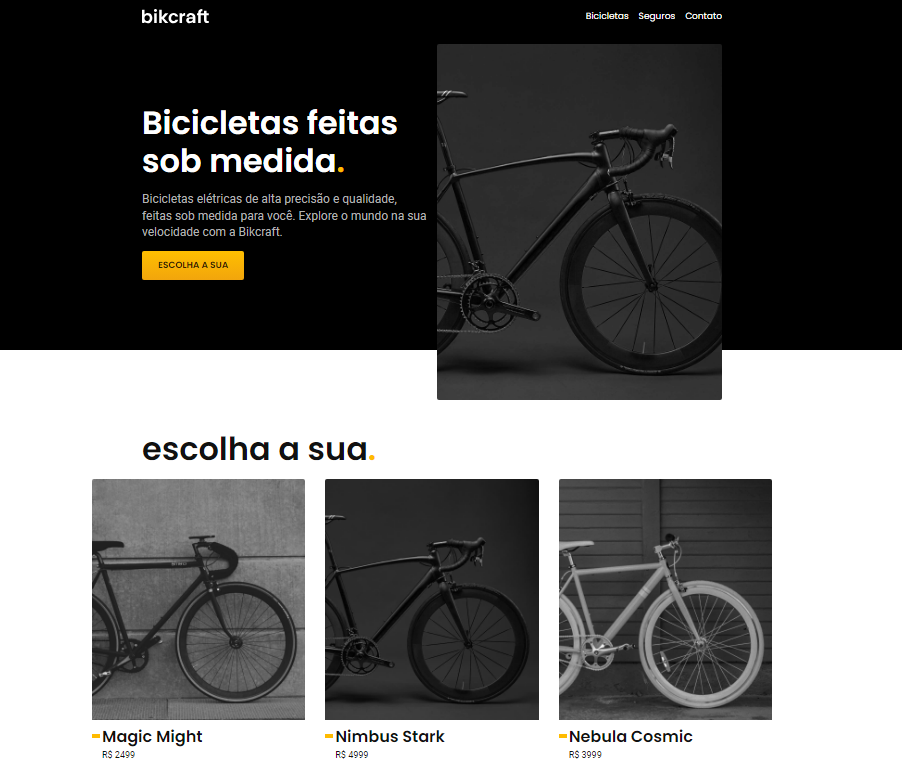 bikcraft
Bicicletas Seguros Contato
Bicicletas feitas
sob medida.
Bicicletas elétricas de alta precisão e qualidade,
feitas sob medida para você. Explore o mundo na sua
velocidade com a Bikcraft.
ESCOLHA A SUA
escolha a sua.
Magic Might
R$ 2499
Nimbus Stark
R$ 4999
Nebula Cosmic
R$ 3999